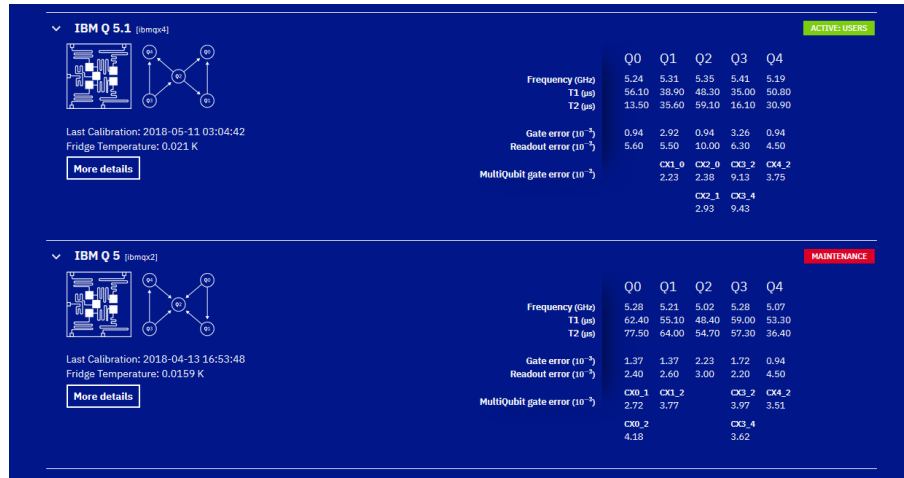 IBM Q 5.1 [ibmqx4]
ACTIVE: USERS
Q4 Q0
Q2
Q3 Q1
Q0 Q1 Q2 Q3 Q4
Frequency (GHz) 5.24 5.31 5.35 5.41 5.19
T1 (µs) 56.10 38.90 48.30 35.00 50.80
T2 (µs) 13.50 35.60 59.10 16.10 30.90
Last Calibration: 2018-05-11 03:04:42
Fridge Temperature: 0.021 K
More details
Gate error (10⁻³) 0.94 2.92 0.94 3.26 0.94
Readout error (10⁻³) 5.60 5.50 10.00 6.30 4.50
CX1_0 CX2_0 CX3_2 CX4_2
MultiQubit gate error (10⁻³) 2.23 2.38 9.13 3.75
CX2_1 CX3_4
2.93 9.43
IBM Q 5 [ibmqx2]
MAINTENANCE
Q4 Q0
Q2
Q3 Q1
Q0 Q1 Q2 Q3 Q4
Frequency (GHz) 5.28 5.21 5.02 5.28 5.07
T1 (µs) 62.40 55.10 48.40 59.00 53.30
T2 (µs) 77.50 64.00 54.70 57.30 36.40
Last Calibration: 2018-04-13 16:53:48
Fridge Temperature: 0.0159 K
More details
Gate error (10⁻³) 1.37 1.37 2.23 1.72 0.94
Readout error (10⁻³) 2.40 2.60 3.00 2.20 4.50
CX0_1 CX1_2 CX3_2 CX4_2
MultiQubit gate error (10⁻³) 2.72 3.77 3.97 3.51
CX0_2 CX3_4
4.18 3.62